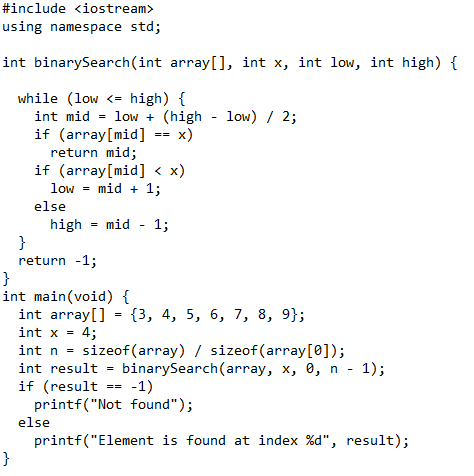 #include <iostream>
using namespace std;

int binarySearch(int array[], int x, int low, int high) {

  while (low <= high) {
    int mid = low + (high - low) / 2;
    if (array[mid] == x)
      return mid;
    if (array[mid] < x)
      low = mid + 1;
    else
      high = mid - 1;
  }
  return -1;
}
int main(void) {
  int array[] = {3, 4, 5, 6, 7, 8, 9};
  int x = 4;
  int n = sizeof(array) / sizeof(array[0]);
  int result = binarySearch(array, x, 0, n - 1);
  if (result == -1)
    printf("Not found");
  else
    printf("Element is found at index %d", result);
}